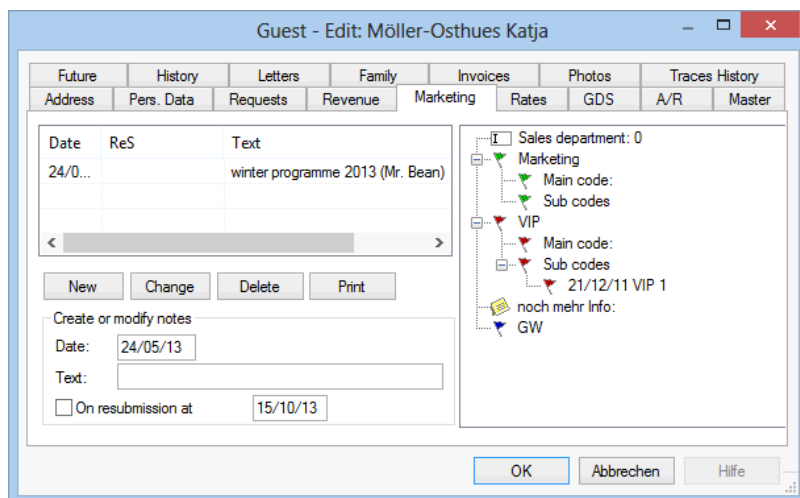 Guest - Edit: Möller-Osthues Katja
Future History Letters Family Invoices Photos Traces History
Address Pers. Data Requests Revenue Marketing Rates GDS A/R Master
Date ReS Text
24/0... winter programme 2013 (Mr. Bean)
New Change Delete Print
Create or modify notes
Date: 24/05/13
Text:
On resubmission at 15/10/13
Sales department: 0
Marketing
Main code:
Sub codes
VIP
Main code:
Sub codes
21/12/11 VIP 1
noch mehr Info:
GW
OK Abbrechen Hilfe